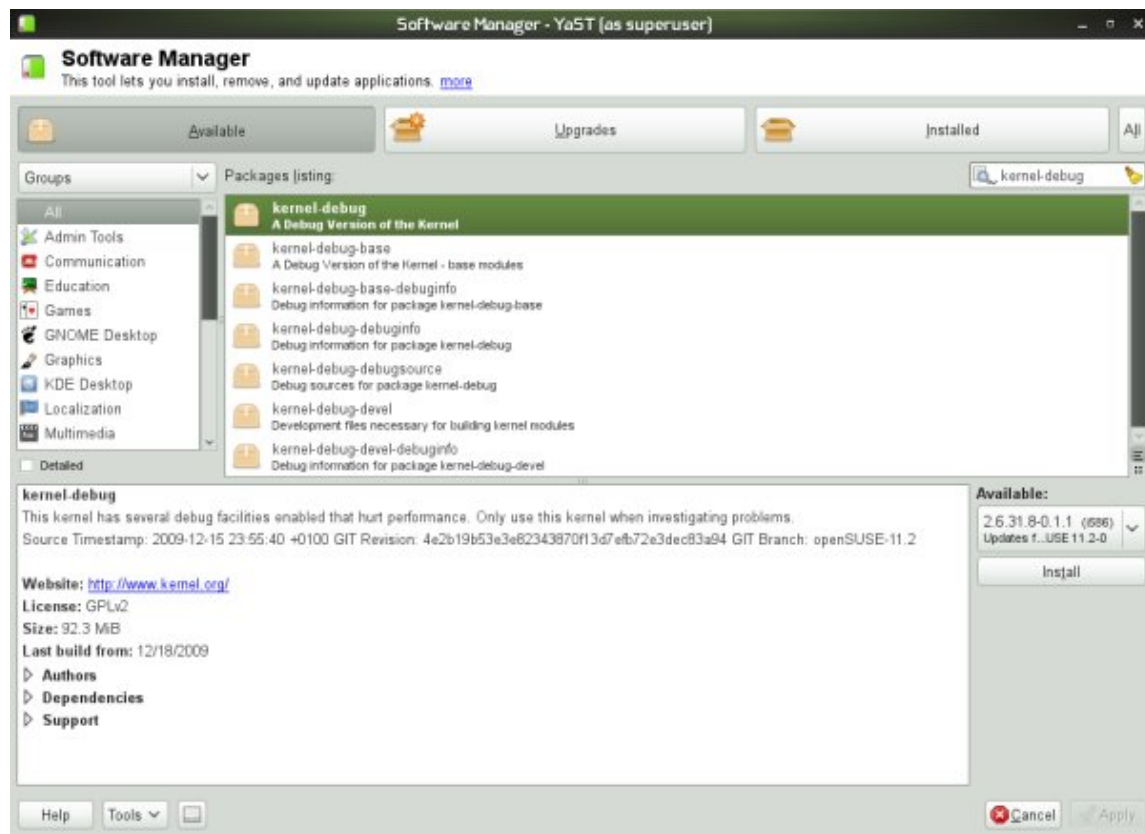 Software Manager - YaST (as superuser)
Software Manager
This tool lets you install, remove, and update applications. more
Available
Upgrades
Installed
All
Groups
Packages listing:
kernel-debug
All
Admin Tools
Communication
Education
Games
GNOME Desktop
Graphics
KDE Desktop
Localization
Multimedia
Detailed
kernel-debug
A Debug Version of the Kernel
kernel-debug-base
A Debug Version of the Kernel - base modules
kernel-debug-base-debuginfo
Debug information for package kernel-debug-base
kernel-debug-debuginfo
Debug information for package kernel-debug
kernel-debug-debugsource
Debug sources for package kernel-debug
kernel-debug-devel
Development files necessary for building kernel modules
kernel-debug-devel-debuginfo
Debug information for package kernel-debug-devel
kernel-debug
This kernel has several debug facilities enabled that hurt performance. Only use this kernel when investigating problems.
Source Timestamp: 2009-12-15 23:55:40 +0100 GIT Revision: 4e2b19b53e3e82343870f13d7efb72e3dec83a94 GIT Branch: openSUSE-11.2
Website: http://www.kernel.org/
License: GPLv2
Size: 92.3 MiB
Last build from: 12/18/2009
Authors
Dependencies
Support
Available:
2.6.31.8-0.1.1 (i586)
Updates f...USE 11.2-0
Install
Help
Tools
Cancel
Apply